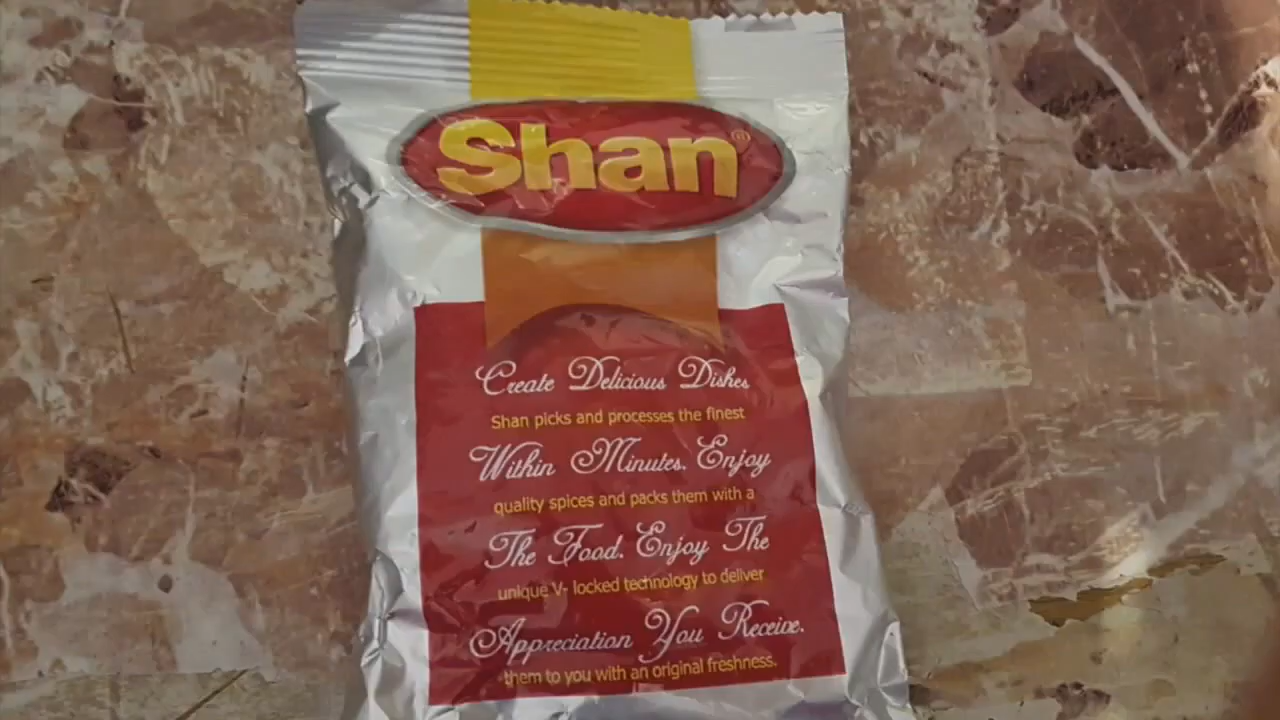 Shan®
Create Delicious Dishes
Shan picks and processes the finest
Within Minutes. Enjoy
quality spices and packs them with a
The Food. Enjoy The
unique V- locked technology to deliver
Appreciation You Receive.
them to you with an original freshness.